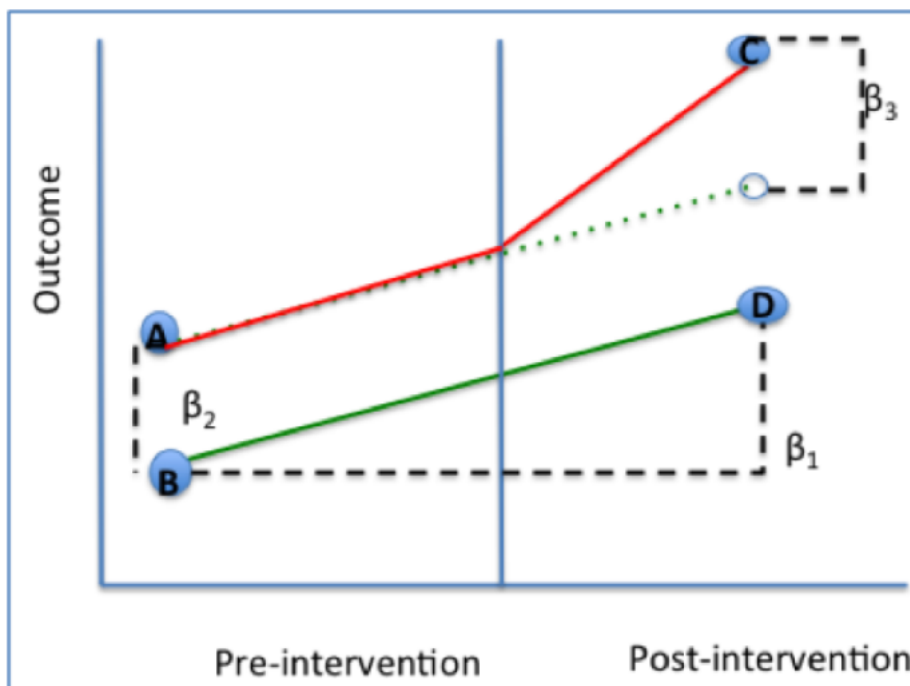 C
β₃
Outcome
A
D
β₂
β₁
B
Pre-intervention
Post-intervention